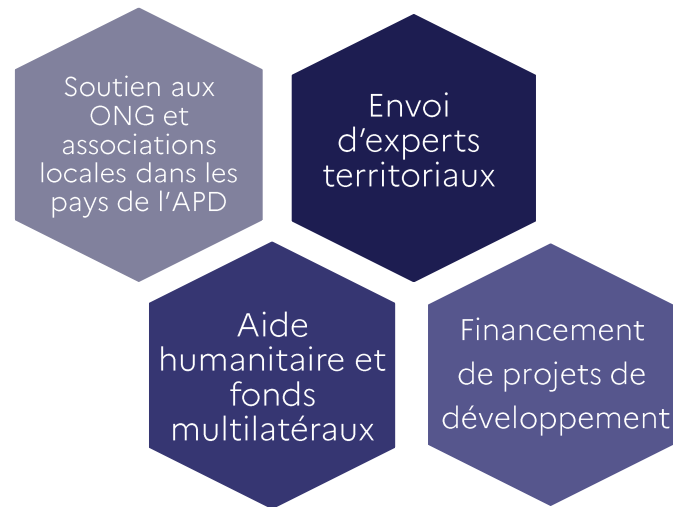 Soutien aux
ONG et
associations
locales dans les
pays de l'APD
Envoi
d'experts
territoriaux
Aide
humanitaire et
fonds
multilatéraux
Financement
de projets de
développement